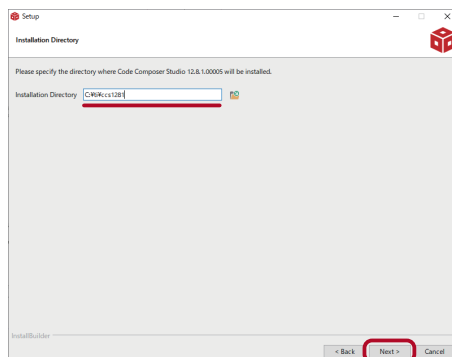 Setup
Installation Directory
Please specify the directory where Code Composer Studio 12.8.1.00005 will be installed.
Installation Directory C:¥ti¥ccs1281
InstallBuilder
< Back Next > Cancel